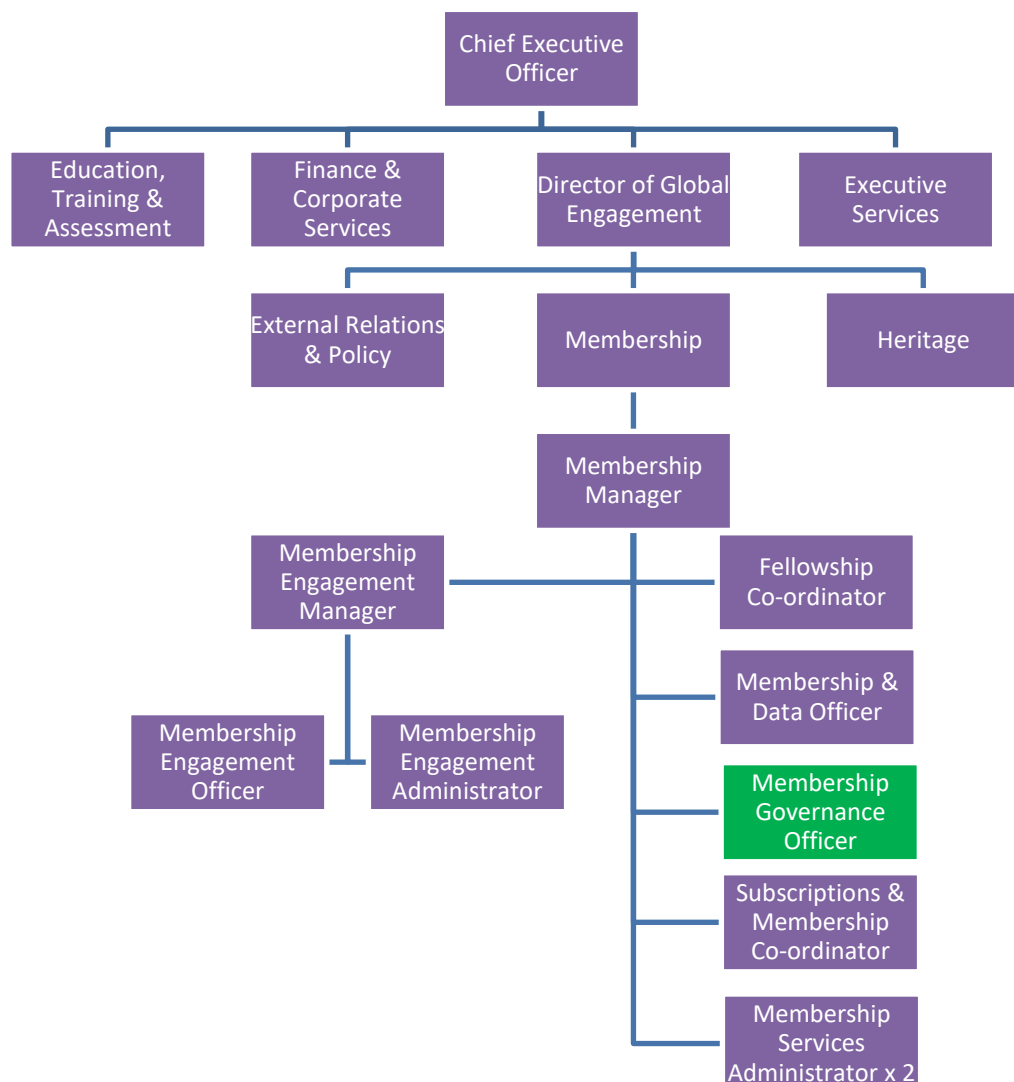 Chief Executive
Officer
Education,
Training &
Assessment
Finance &
Corporate
Services
Director of Global
Engagement
Executive
Services
External Relations
& Policy
Membership
Heritage
Membership
Manager
Membership
Engagement
Manager
Fellowship
Co-ordinator
Membership &
Data Officer
Membership
Engagement
Officer
Membership
Engagement
Administrator
Membership
Governance
Officer
Subscriptions &
Membership
Co-ordinator
Membership
Services
Administrator x 2